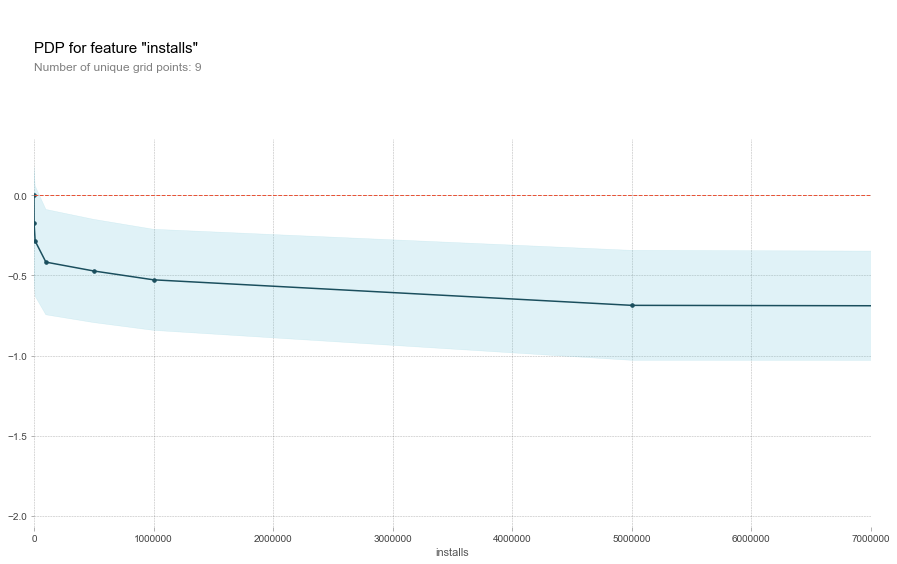 PDP for feature "installs"
Number of unique grid points: 9
0.0
−0.5
−1.0
−1.5
−2.0
0 1000000 2000000 3000000 4000000 5000000 6000000 7000000
installs